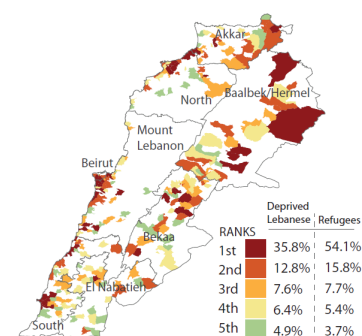 Akkar
North
Baalbek/Hermel
Mount
Lebanon
Beirut
Bekaa
El Nabatieh
South
Deprived
Lebanese
Refugees
RANKS
1st 35.8% 54.1%
2nd 12.8% 15.8%
3rd 7.6% 7.7%
4th 6.4% 5.4%
5th 4.9% 3.7%